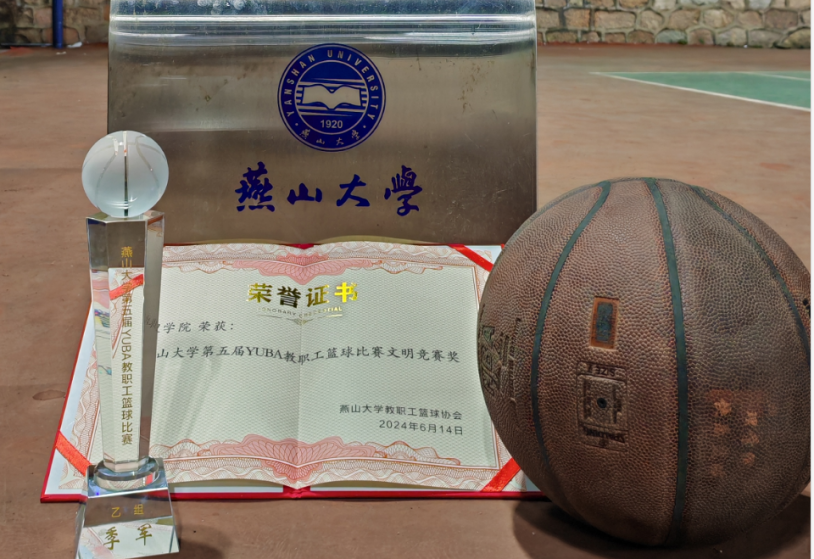 YANSHAN UNIVERSITY
1920
燕山大学
燕山大學
燕山大学第五届YUBA教职工篮球比赛
乙组
季军
荣誉证书
学院 荣获：
山大学第五届YUBA教职工篮球比赛文明竞赛奖
燕山大学教职工篮球协会
2024年6月14日